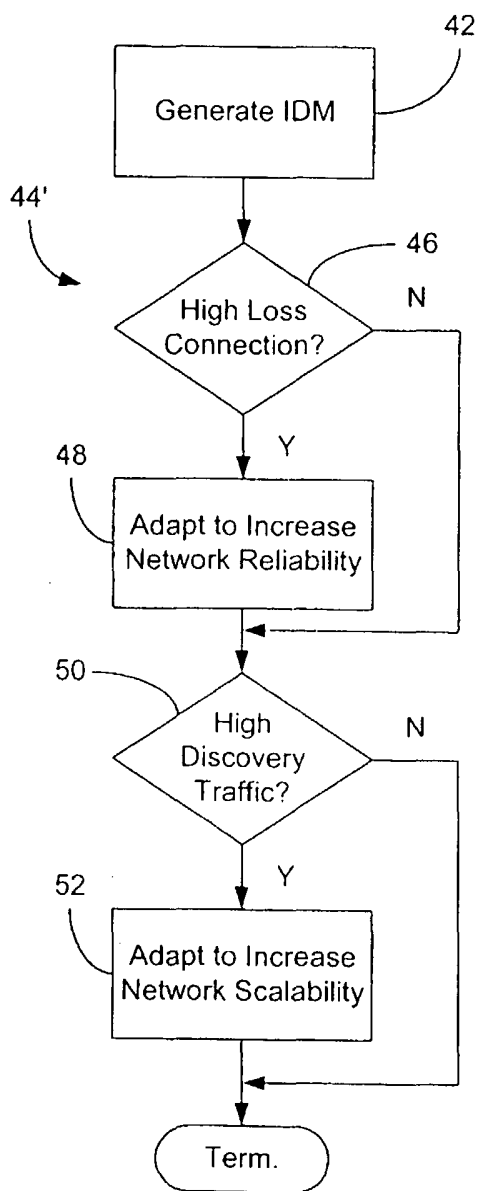 42
Generate IDM
44'
46
High Loss
Connection?
N
Y
48
Adapt to Increase
Network Reliability
50
High
Discovery
Traffic?
N
Y
52
Adapt to Increase
Network Scalability
Term.